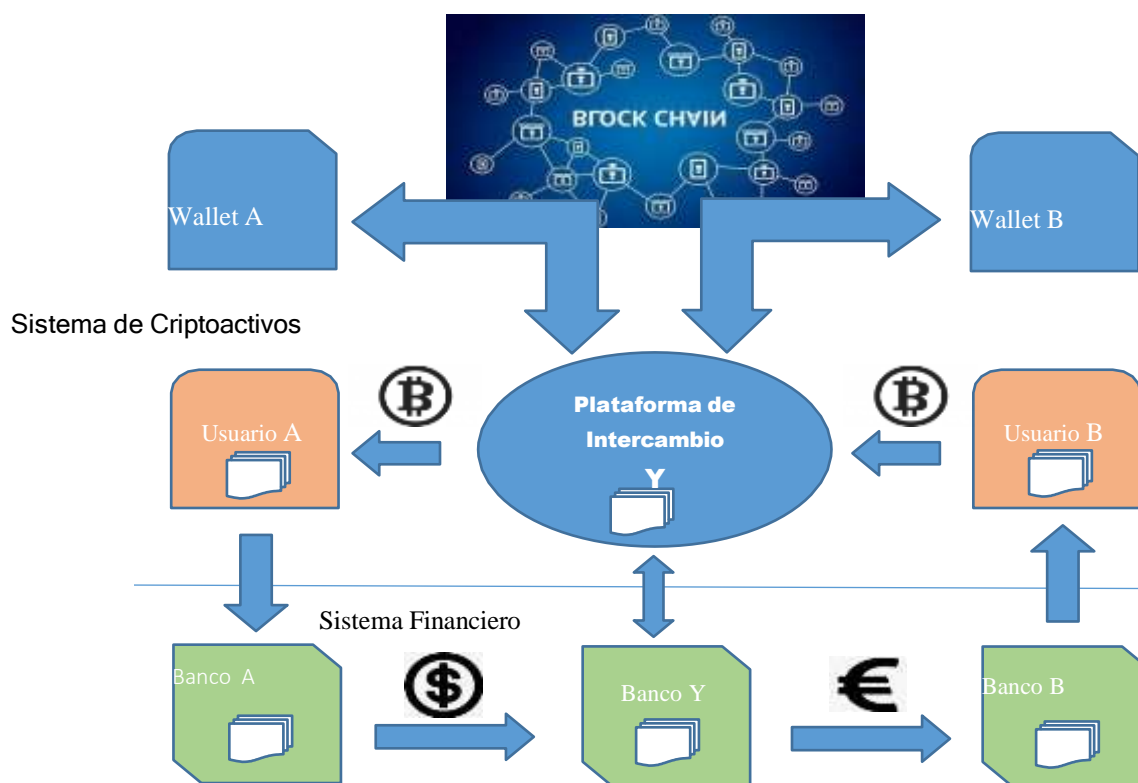 BLOCK CHAIN
Wallet A
Wallet B
Sistema de Criptoactivos
Plataforma de
Intercambio
Y
Usuario A
Usuario B
Sistema Financiero
Banco A
Banco Y
Banco B